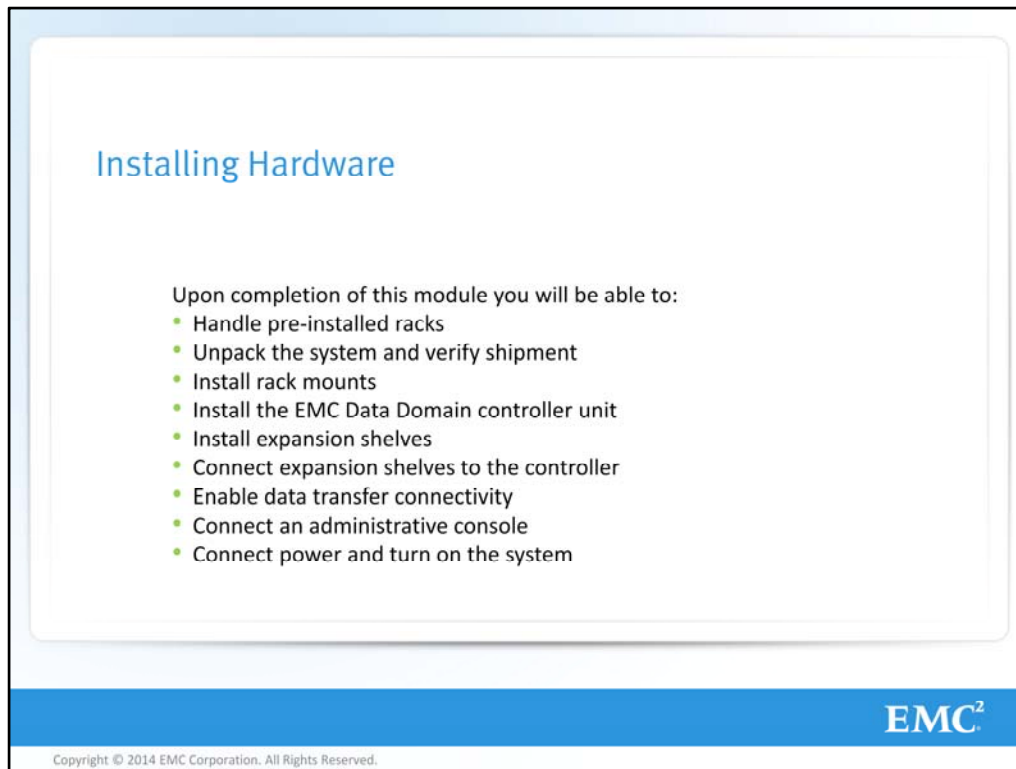 Installing Hardware
Upon completion of this module you will be able to:
• Handle pre-installed racks
• Unpack the system and verify shipment
• Install rack mounts
• Install the EMC Data Domain controller unit
• Install expansion shelves
• Connect expansion shelves to the controller
• Enable data transfer connectivity
• Connect an administrative console
• Connect power and turn on the system
EMC²
Copyright © 2014 EMC Corporation. All Rights Reserved.